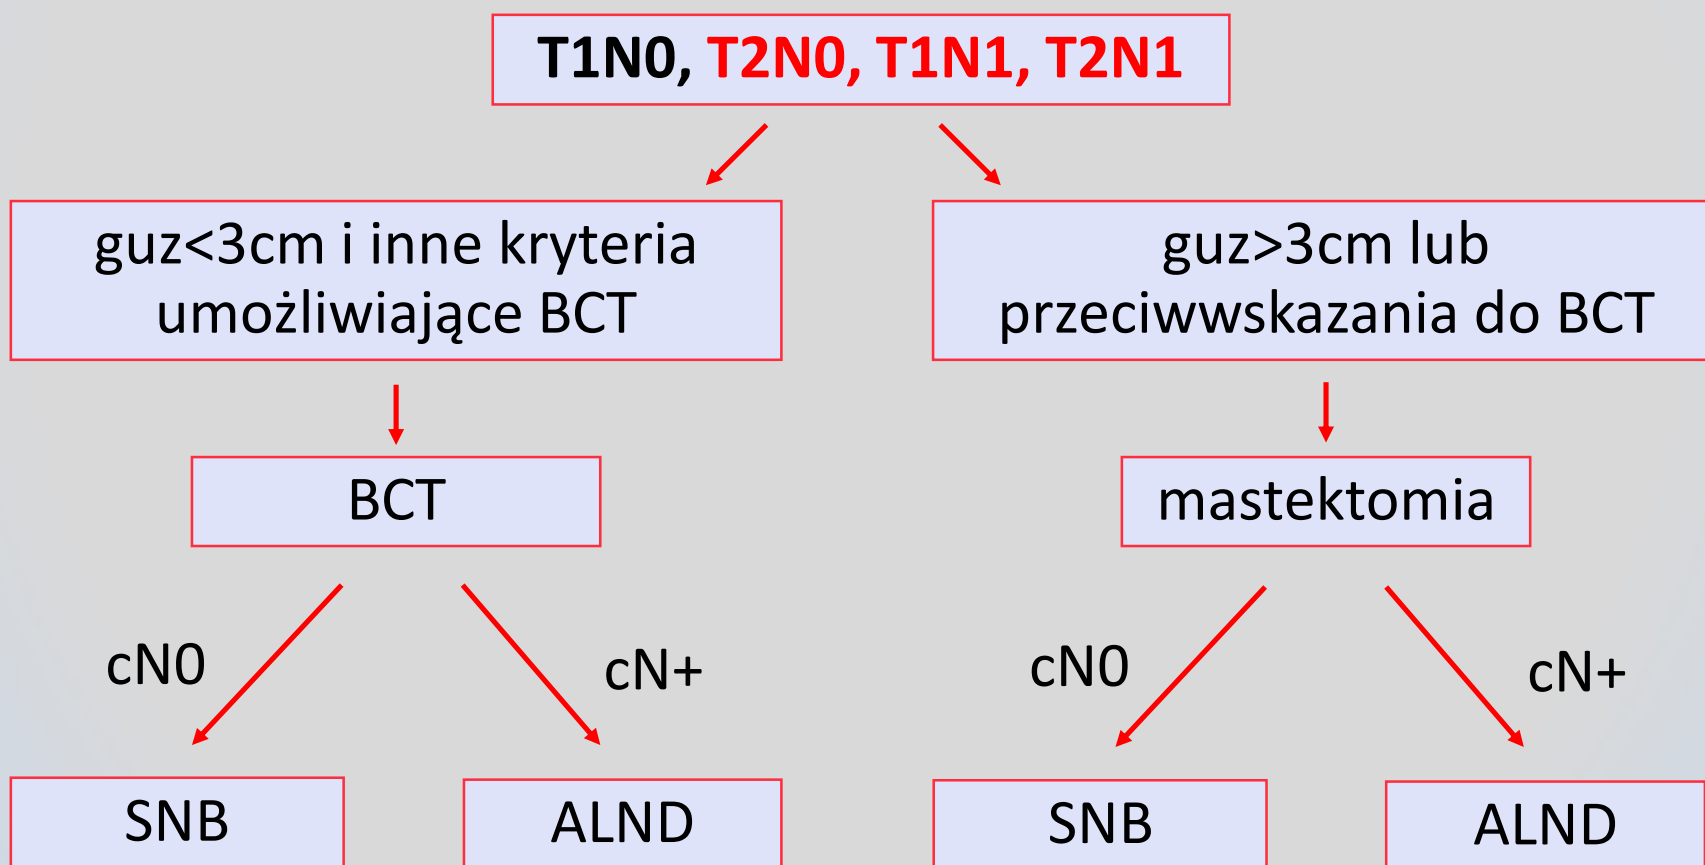 T1N0, T2N0, T1N1, T2N1
guz<3cm i inne kryteria
umożliwiające BCT
guz>3cm lub
przeciwwskazania do BCT
BCT
mastektomia
cN0
cN+
cN0
cN+
SNB
ALND
SNB
ALND